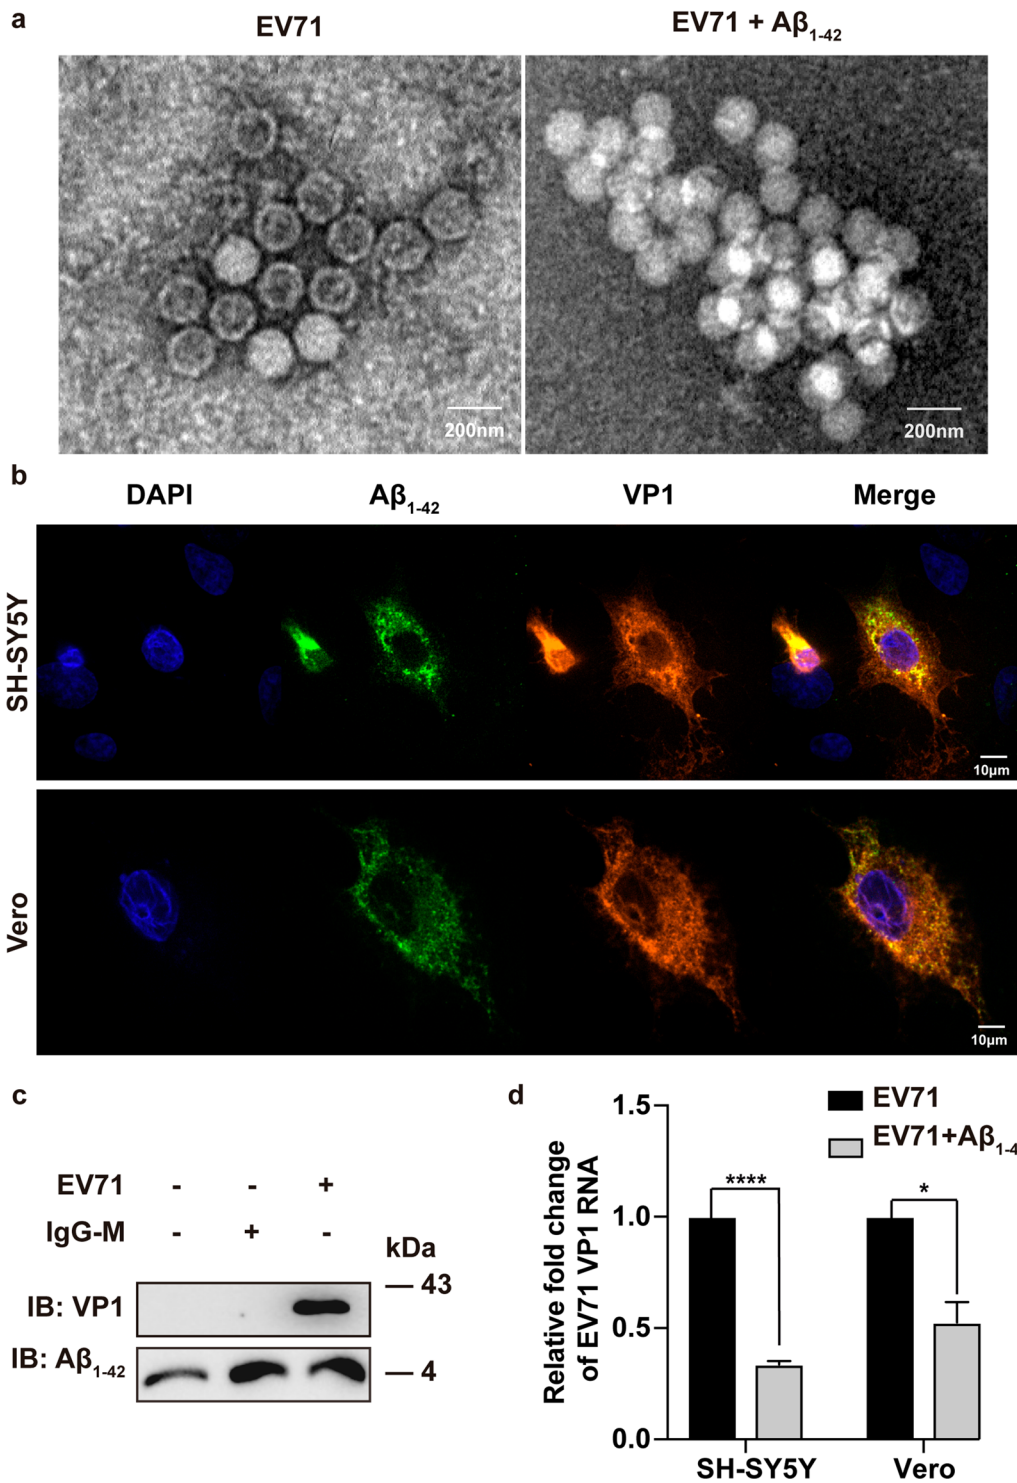 a
EV71
EV71 + Aβ1-42
200nm
200nm
b
DAPI
Aβ1-42
VP1
Merge
SH-SY5Y
10μm
Vero
10μm
c
EV71 - - +
IgG-M - + -
kDa
IB: VP1
43
IB: Aβ1-42
4
d
EV71
EV71+Aβ1-4
Relative fold change
of EV71 VP1 RNA
1.5
1.0
0.5
0.0
****
*
SH-SY5Y
Vero